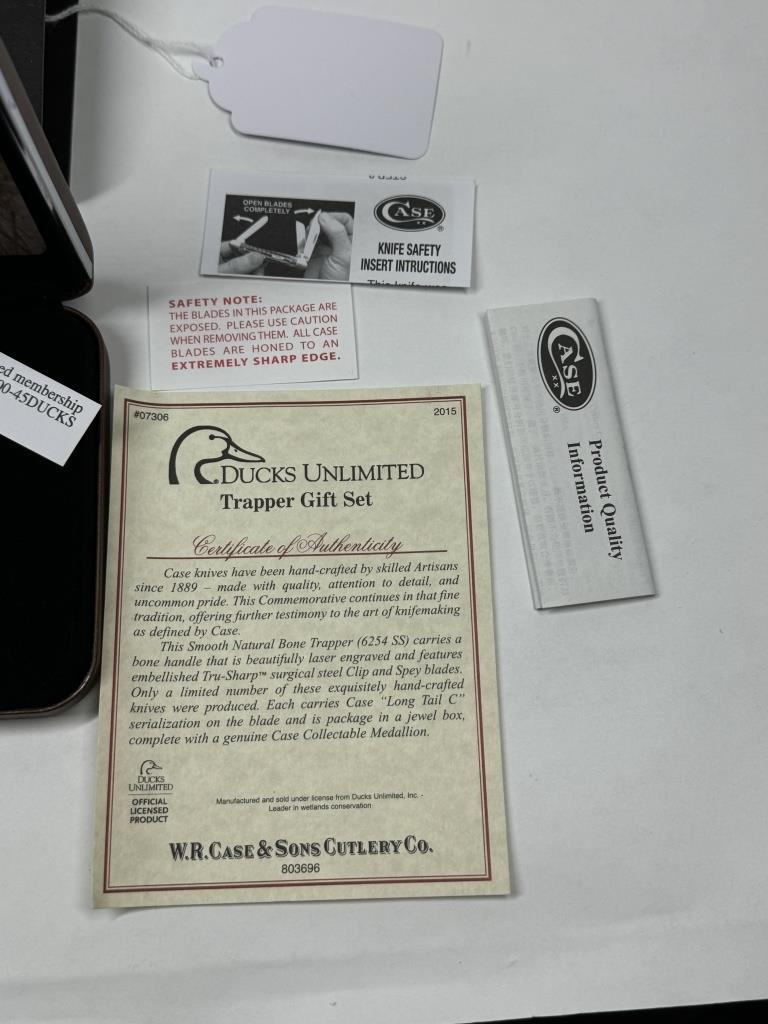 OPEN BLADES
COMPLETELY
CASE
XX
®
KNIFE SAFETY
INSERT INTRUCTIONS
This knife was
SAFETY NOTE:
THE BLADES IN THIS PACKAGE ARE
EXPOSED. PLEASE USE CAUTION
WHEN REMOVING THEM. ALL CASE
BLADES ARE HONED TO AN
EXTREMELY SHARP EDGE.
CASE
XX
®
Product Quality
Information
ed membership
00-45DUCKS
#07306
2015
DUCKS UNLIMITED
Trapper Gift Set
Certificate of Authenticity
Case knives have been hand-crafted by skilled Artisans
since 1889 – made with quality, attention to detail, and
uncommon pride. This Commemorative continues in that fine
tradition, offering further testimony to the art of knifemaking
as defined by Case.
This Smooth Natural Bone Trapper (6254 SS) carries a
bone handle that is beautifully laser engraved and features
embellished Tru-Sharp™ surgical steel Clip and Spey blades.
Only a limited number of these exquisitely hand-crafted
knives were produced. Each carries Case “Long Tail C”
serialization on the blade and is package in a jewel box,
complete with a genuine Case Collectable Medallion.
DUCKS
UNLIMITED
OFFICIAL
LICENSED
PRODUCT
Manufactured and sold under license from Ducks Unlimited, Inc. -
Leader in wetlands conservation
W.R. CASE & SONS CUTLERY CO.
803696